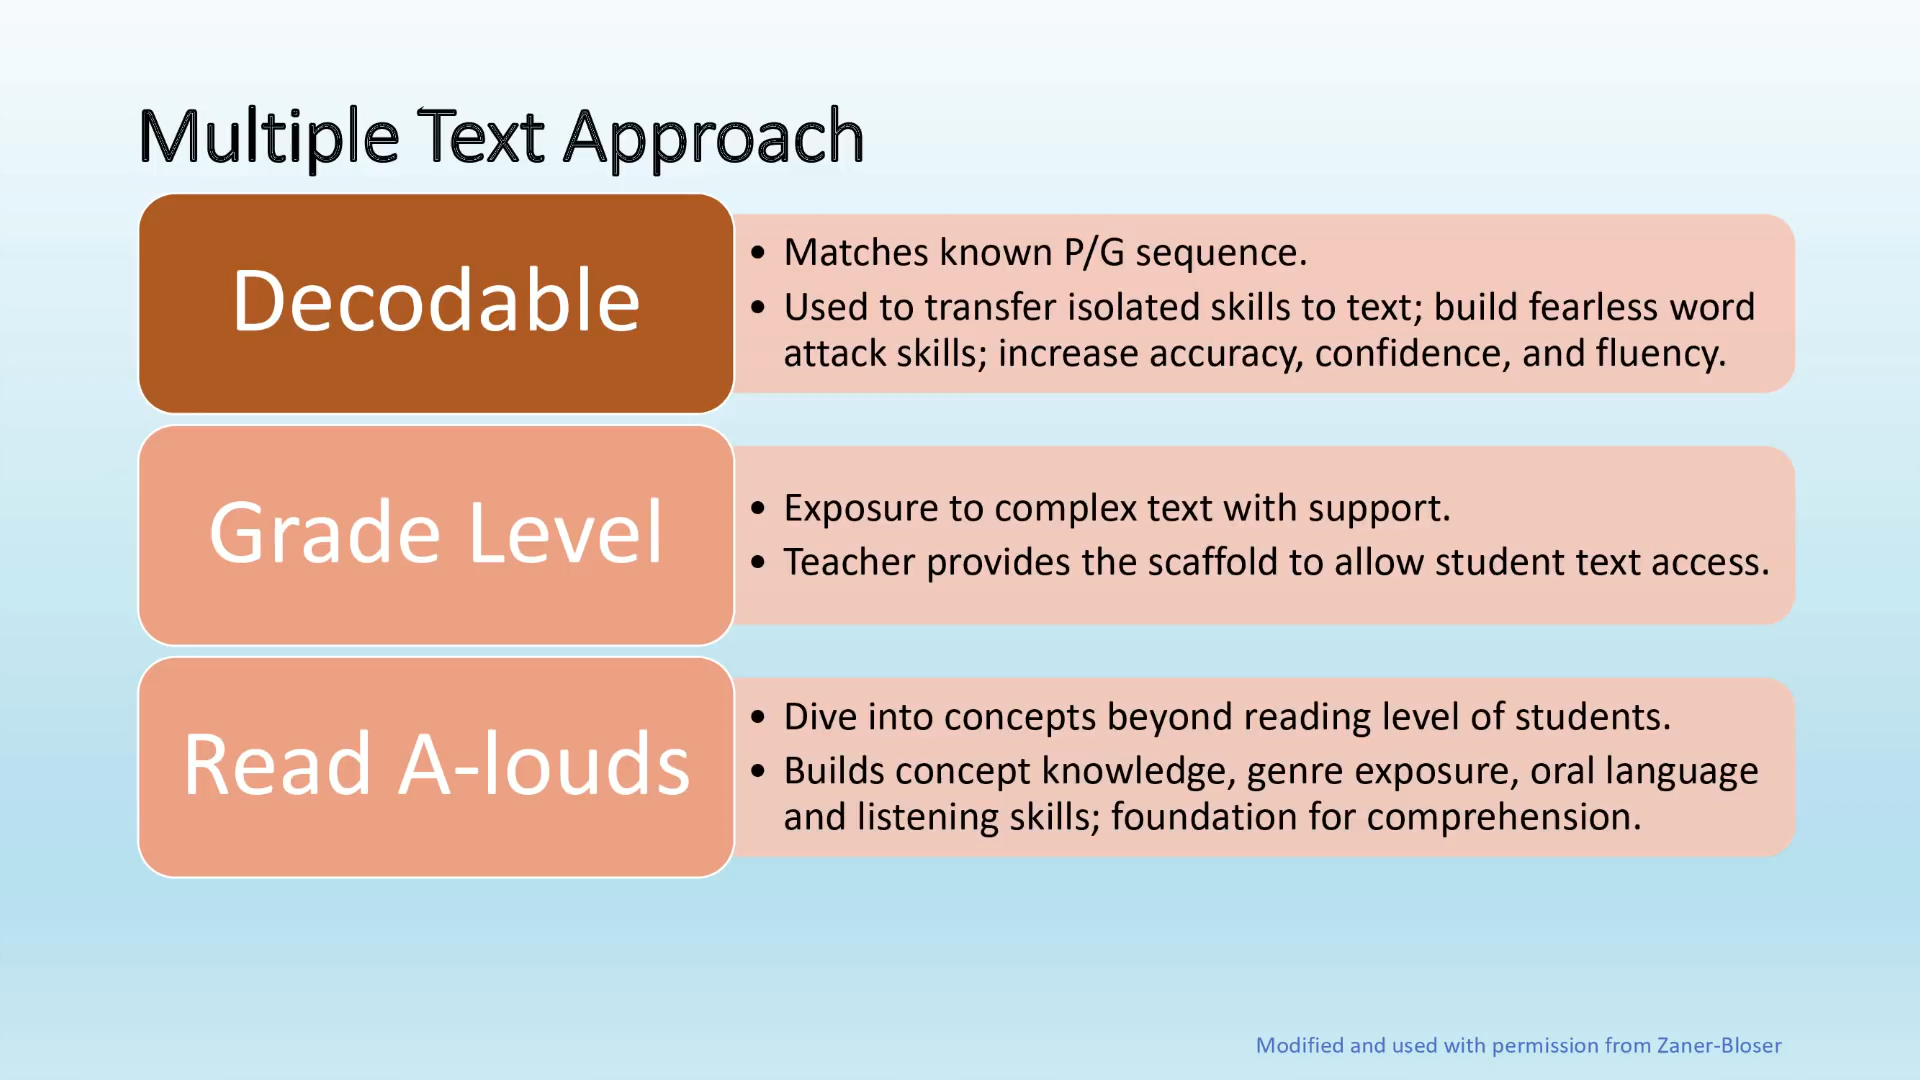 Multiple Text Approach
Decodable
• Matches known P/G sequence.
• Used to transfer isolated skills to text; build fearless word
attack skills; increase accuracy, confidence, and fluency.
Grade Level
• Exposure to complex text with support.
• Teacher provides the scaffold to allow student text access.
Read A-louds
• Dive into concepts beyond reading level of students.
• Builds concept knowledge, genre exposure, oral language
and listening skills; foundation for comprehension.
Modified and used with permission from Zaner-Bloser